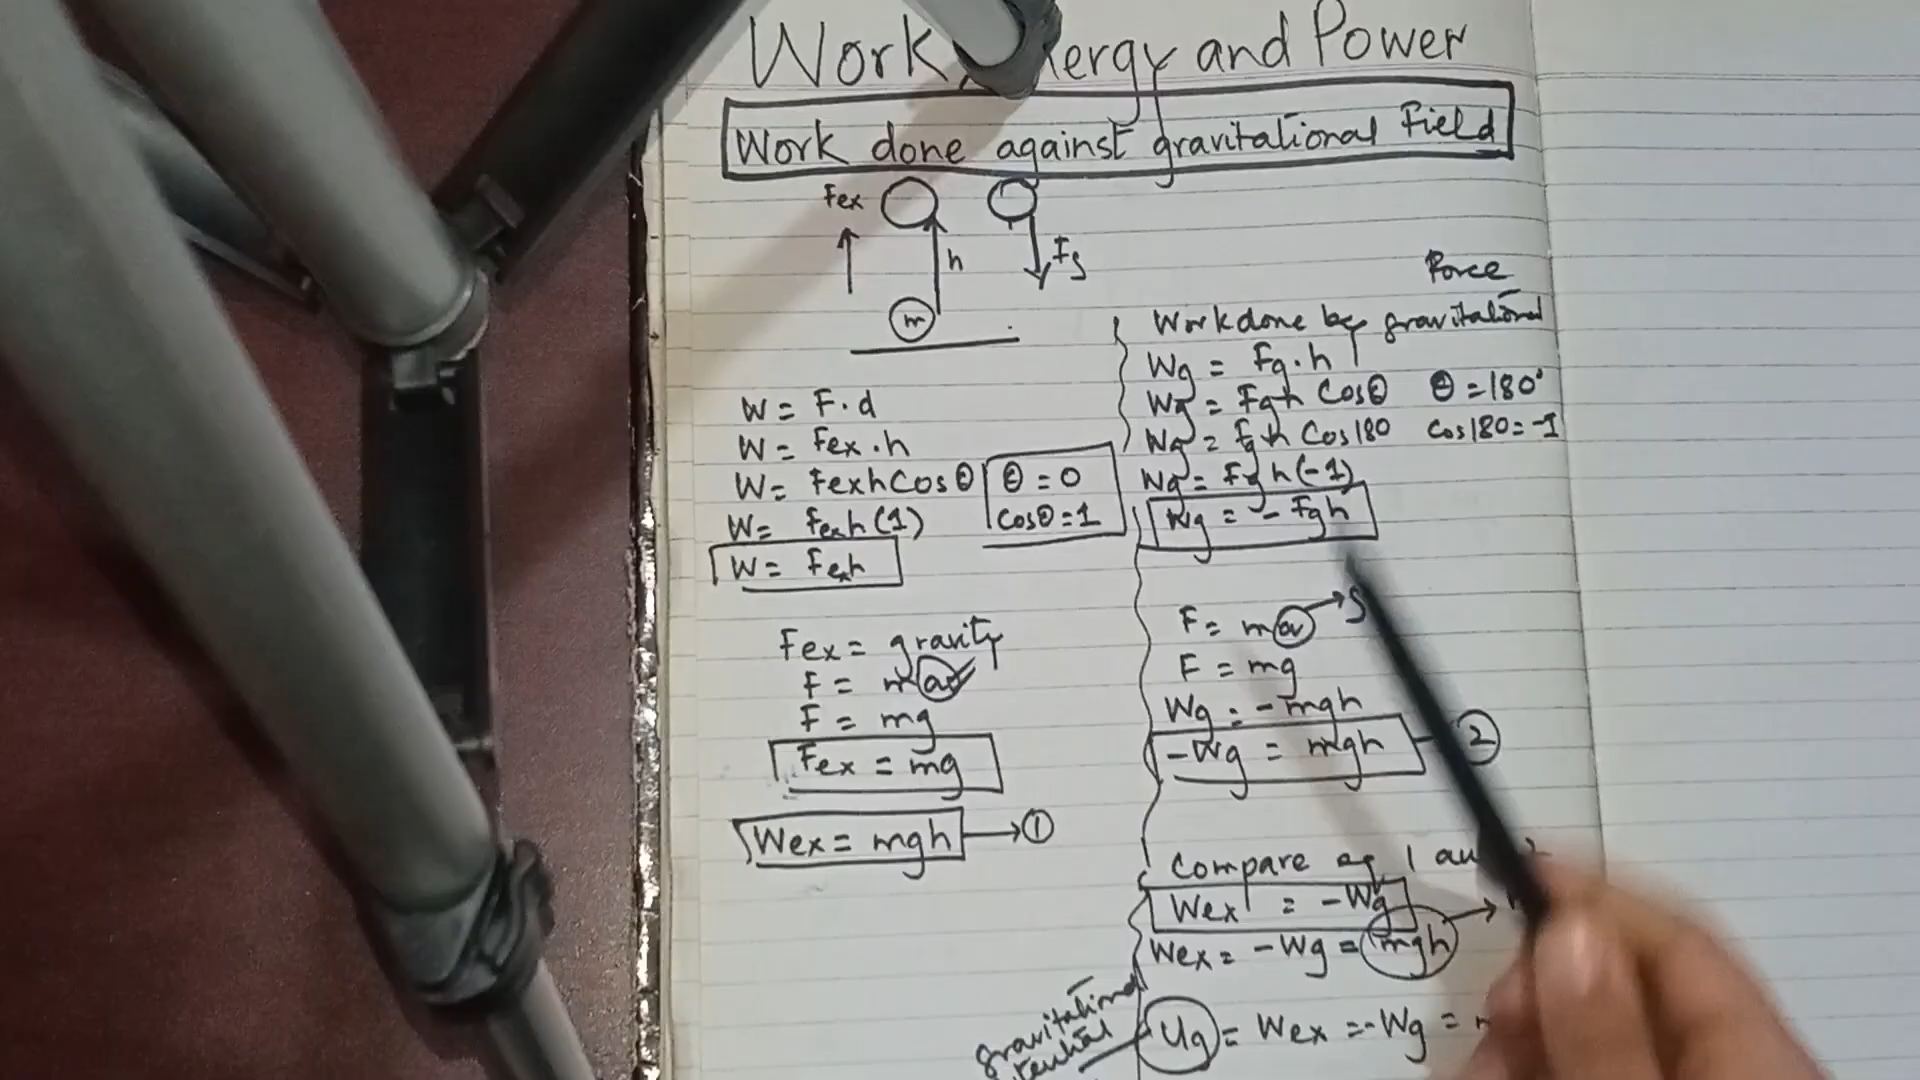 Work, ergy and Power
Work done against gravitational Field
Fex
h
Fg
m
W = F.d
W = Fex.h
W = FexhCosθ
θ = 0
Cosθ = 1
W = Fexh(1)
W = Fexh
Fex = gravity
F = ma
F = mg
Fex = mg
Wex = mgh → ①
Force
Workdone by gravitational
Wg = Fg.h
Wg = Fgh Cosθ θ = 180°
Wg = Fgh Cos180 Cos180 = -1
Wg = Fgh(-1)
Wg = - Fgh
F = ma → g
F = mg
Wg = - mgh
-Wg = mgh ②
Compare eq 1
Wex = -Wg
Wex = -Wg = mgh
gravitational
Ug = Wex = -Wg =